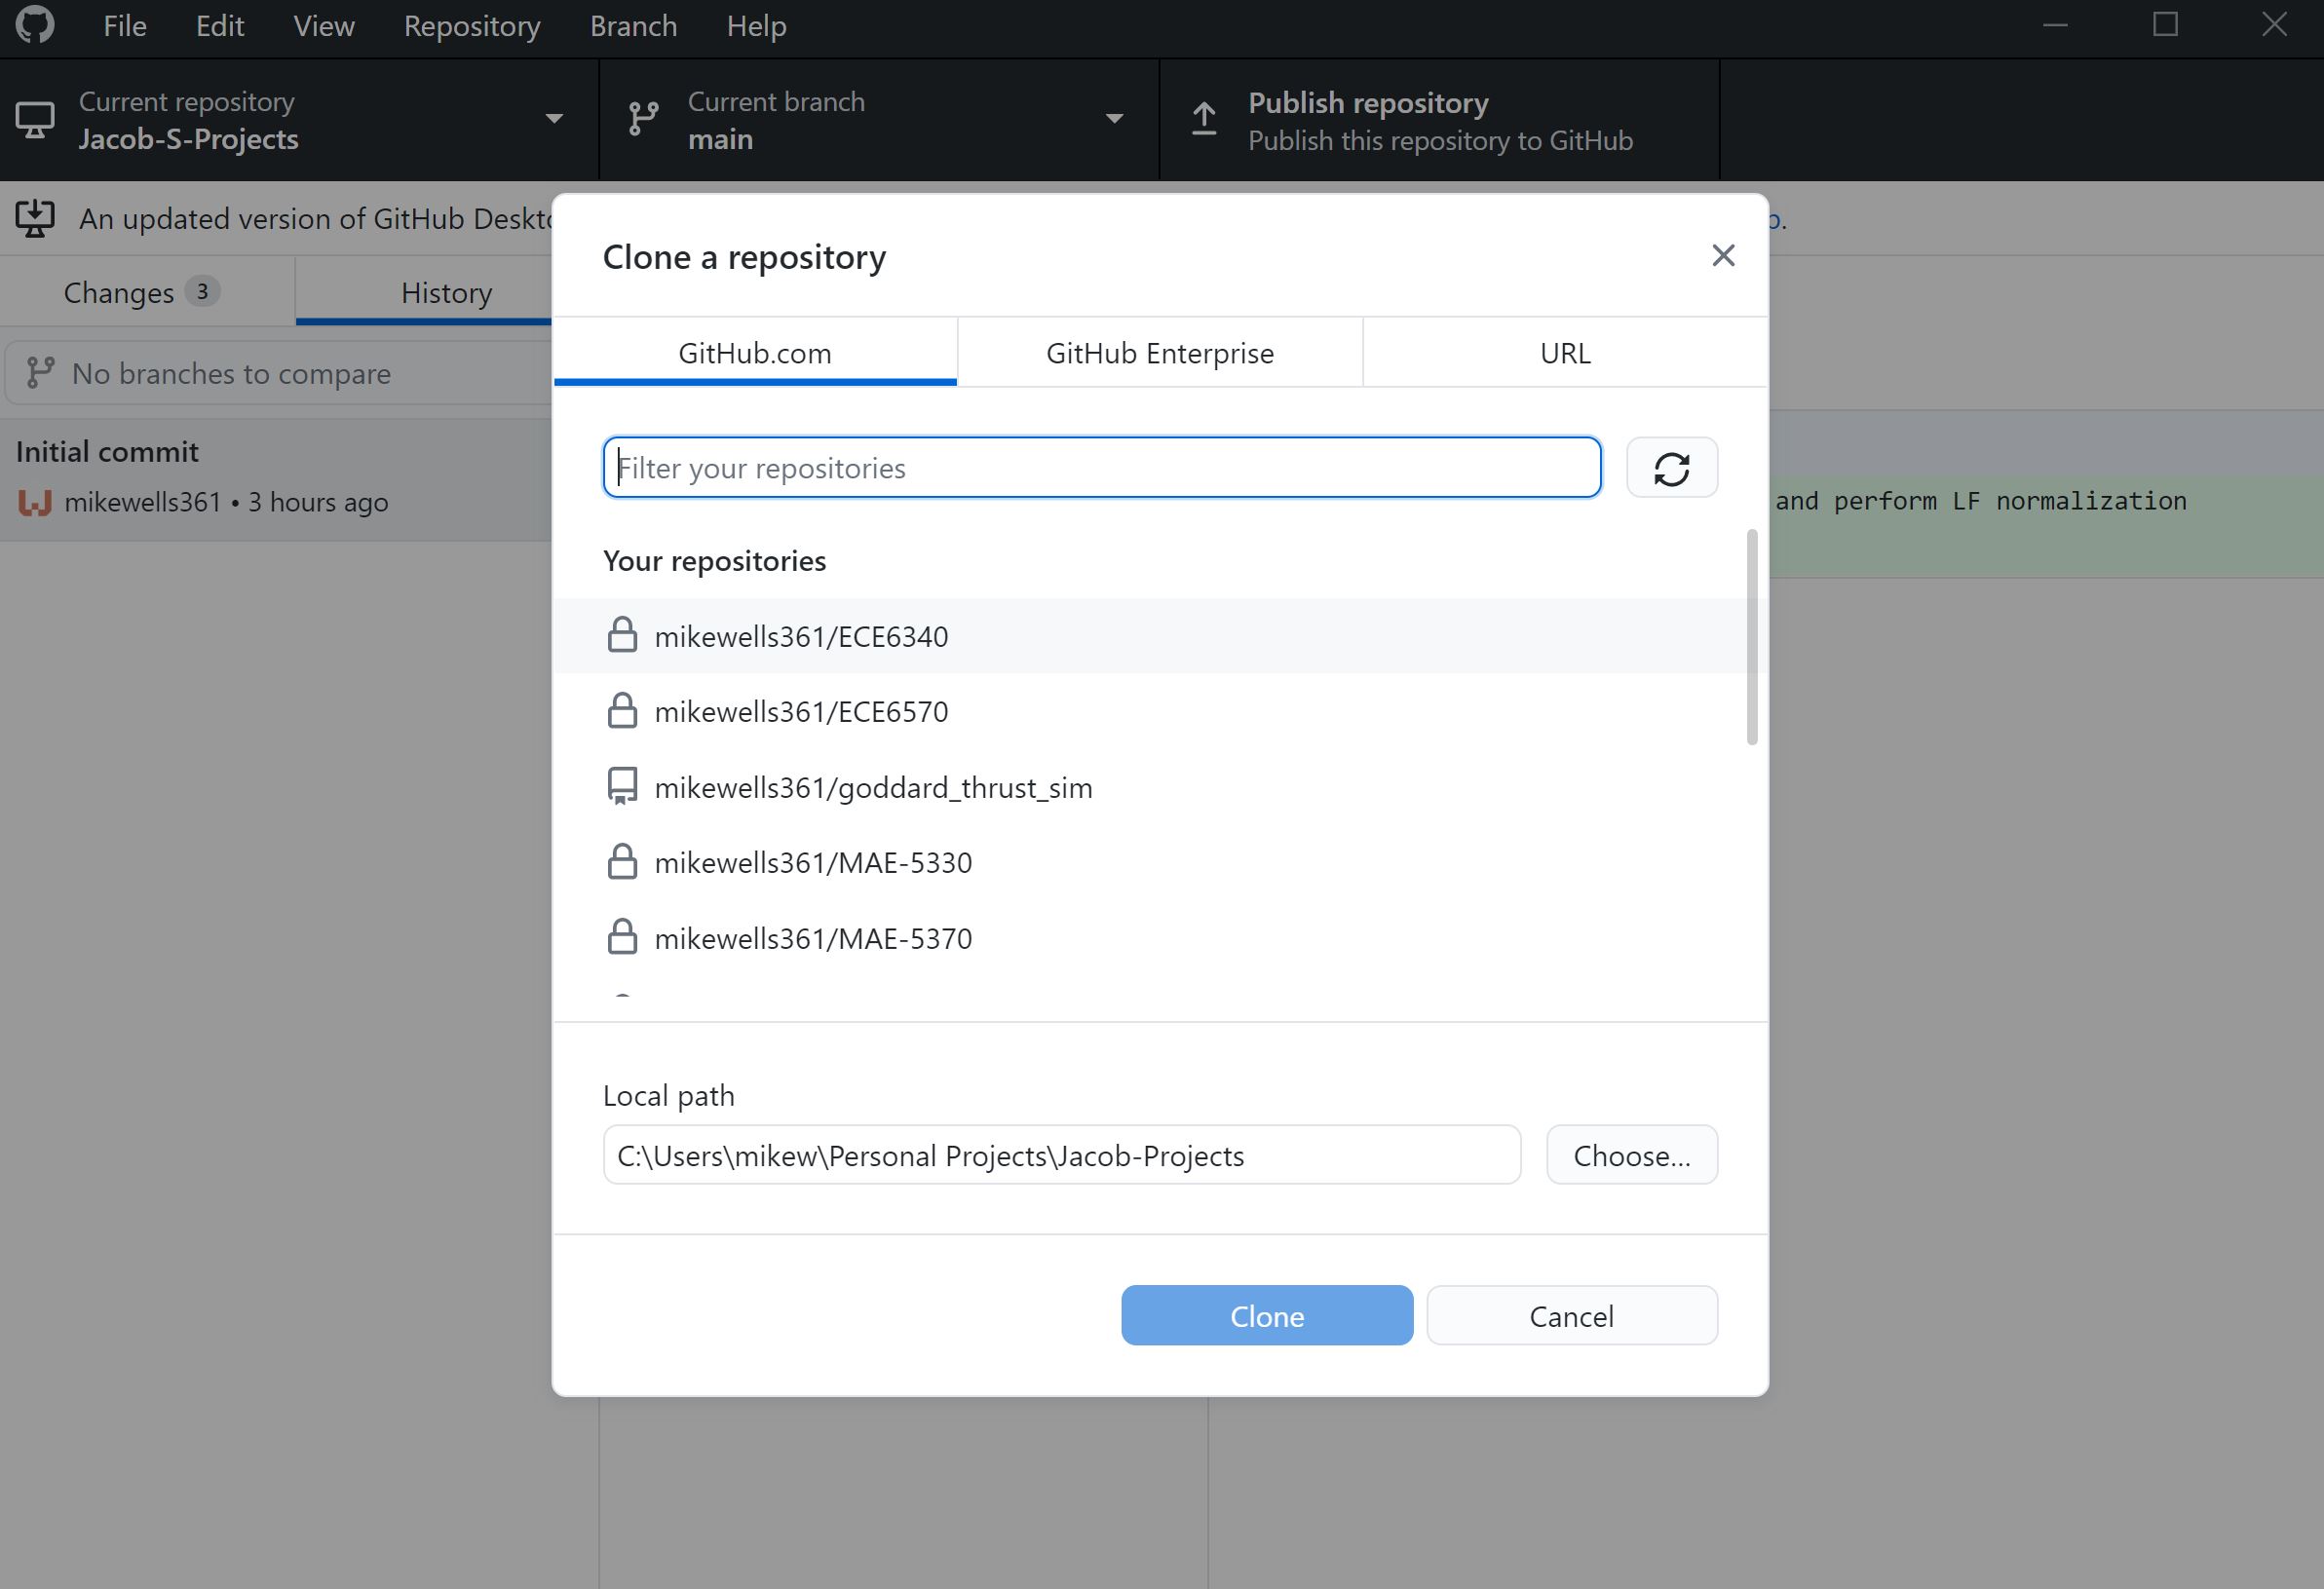 File Edit View Repository Branch Help
Current repository
Jacob-S-Projects
Current branch
main
Publish repository
Publish this repository to GitHub
An updated version of GitHub
Changes 3
History
No branches to compare
Initial commit
mikewells361 • 3 hours ago
and perform LF normalization
Clone a repository
GitHub.com
GitHub Enterprise
URL
Filter your repositories
Your repositories
mikewells361/ECE6340
mikewells361/ECE6570
mikewells361/goddard_thrust_sim
mikewells361/MAE-5330
mikewells361/MAE-5370
Local path
C:\Users\mikew\Personal Projects\Jacob-Projects
Choose...
Clone
Cancel